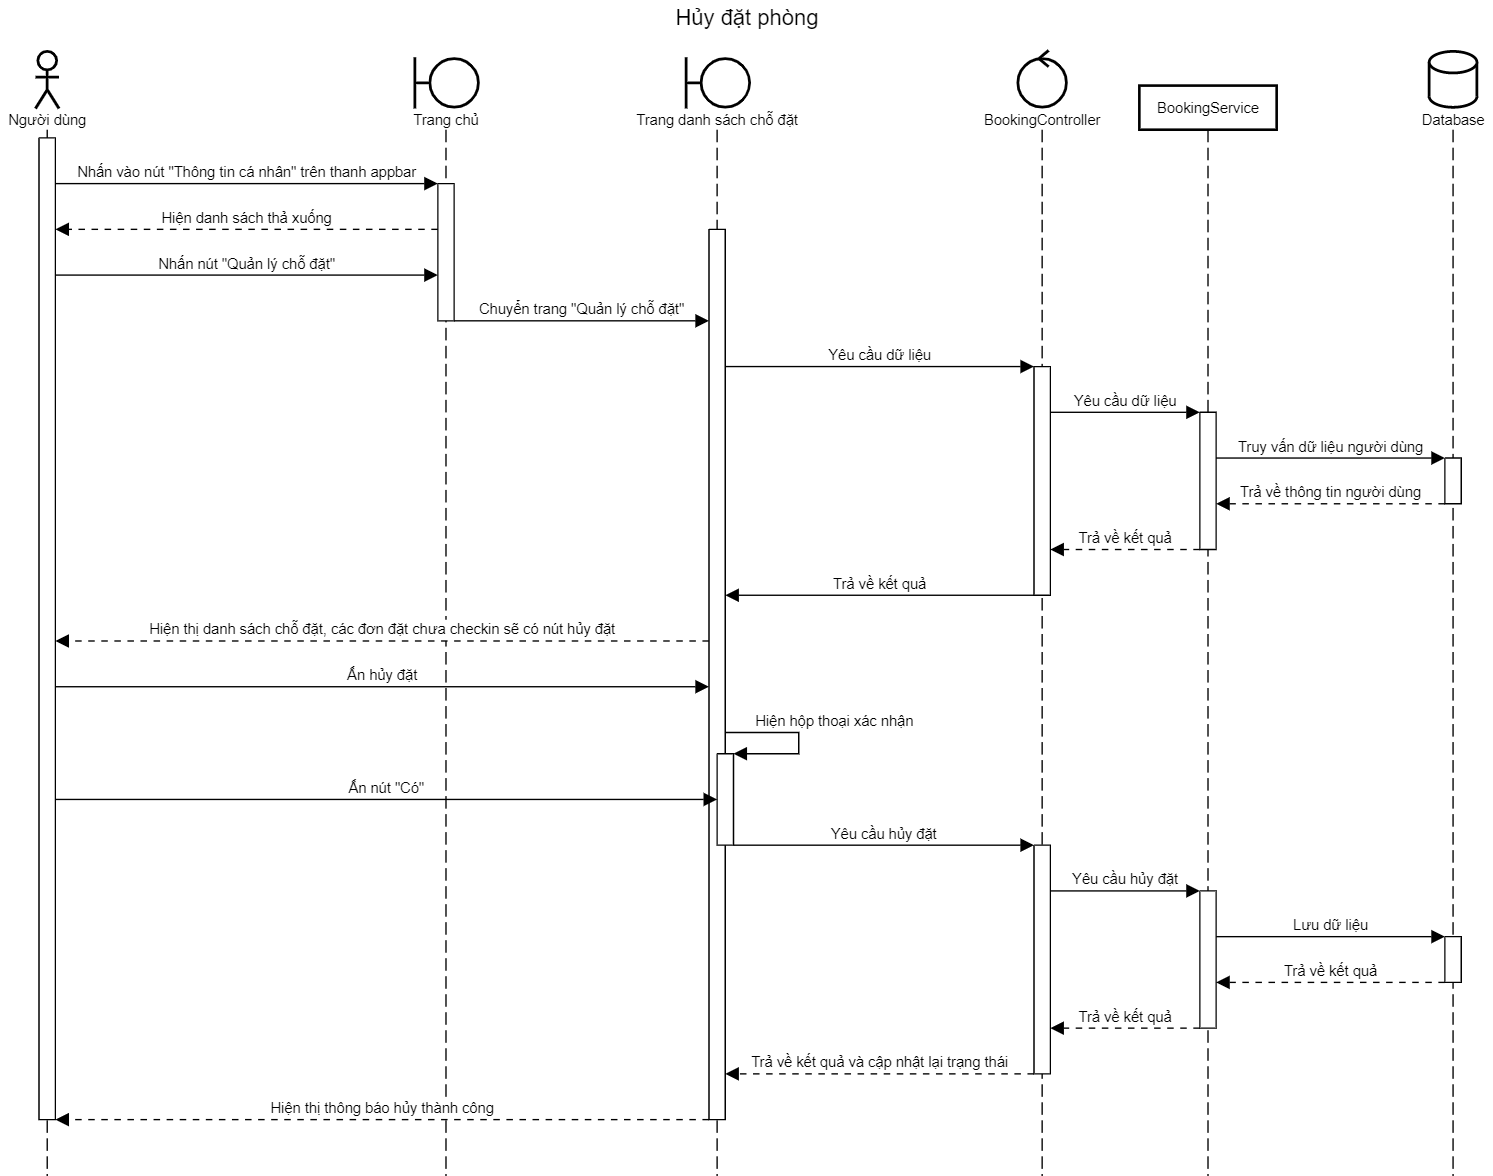 Hủy đặt phòng
Người dùng
Trang chủ
Trang danh sách chỗ đặt
BookingController
BookingService
Database
Nhấn vào nút "Thông tin cá nhân" trên thanh appbar
Hiện danh sách thả xuống
Nhấn nút "Quản lý chỗ đặt"
Chuyển trang "Quản lý chỗ đặt"
Yêu cầu dữ liệu
Yêu cầu dữ liệu
Truy vấn dữ liệu người dùng
Trả về thông tin người dùng
Trả về kết quả
Trả về kết quả
Hiện thị danh sách chỗ đặt, các đơn đặt chưa checkin sẽ có nút hủy đặt
Ấn hủy đặt
Hiện hộp thoại xác nhận
Ấn nút "Có"
Yêu cầu hủy đặt
Yêu cầu hủy đặt
Lưu dữ liệu
Trả về kết quả
Trả về kết quả
Trả về kết quả và cập nhật lại trạng thái
Hiện thị thông báo hủy thành công